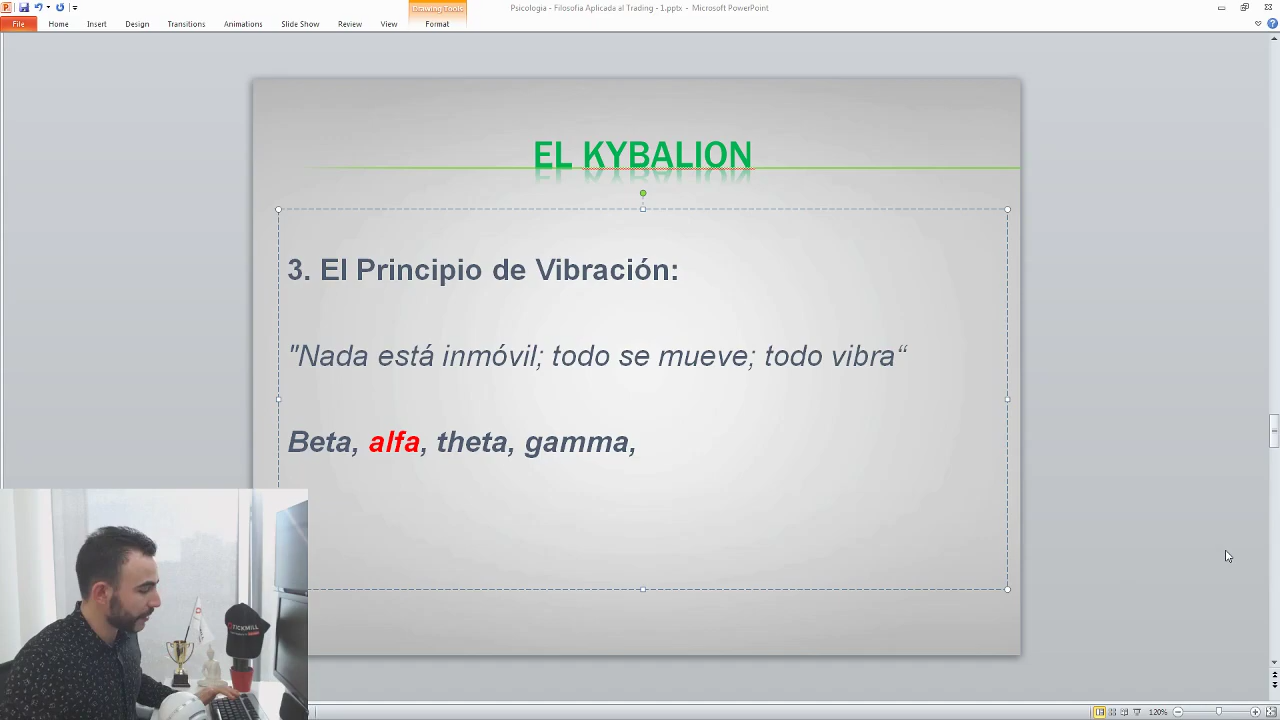 Drawing Tools
Psicologia - Filosofia Aplicada al Trading - 1.pptx - Microsoft PowerPoint
File Home Insert Design Transitions Animations Slide Show Review View Format
EL KYBALION
3. El Principio de Vibración:
"Nada está inmóvil; todo se mueve; todo vibra“
Beta, alfa, theta, gamma,
TICKMILL
120%